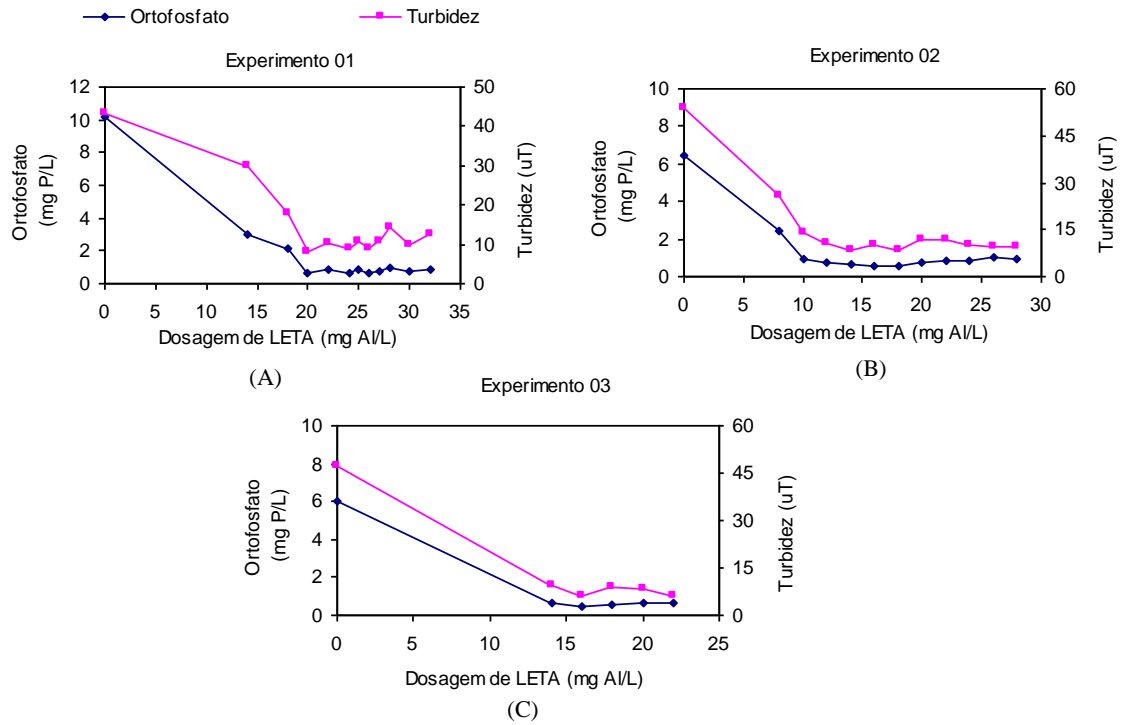 Ortofosfato Turbidez
Experimento 01
12
10
8
6
4
2
0
Ortofosfato
(mg P/L)
50
40
30
20
10
0
Turbidez (uT)
0 5 10 15 20 25 30 35
Dosagem de LETA (mg Al/L)
(A)
Experimento 02
10
8
6
4
2
0
Ortofosfato
(mg P/L)
60
45
30
15
0
Turbidez (uT)
0 5 10 15 20 25 30
Dosagem de LETA (mg Al/L)
(B)
Experimento 03
10
8
6
4
2
0
Ortofosfato
(mg P/L)
60
45
30
15
0
Turbidez (uT)
0 5 10 15 20 25
Dosagem de LETA (mg Al/L)
(C)